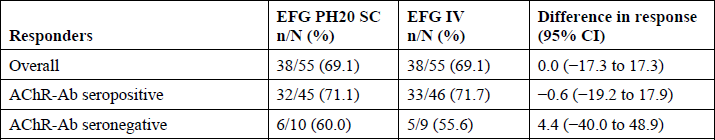 Responders EFG PH20 SC n/N (%) EFG IV n/N (%) Difference in response (95% CI)
Overall 38/55 (69.1) 38/55 (69.1) 0.0 (−17.3 to 17.3)
AChR-Ab seropositive 32/45 (71.1) 33/46 (71.7) −0.6 (−19.2 to 17.9)
AChR-Ab seronegative 6/10 (60.0) 5/9 (55.6) 4.4 (−40.0 to 48.9)